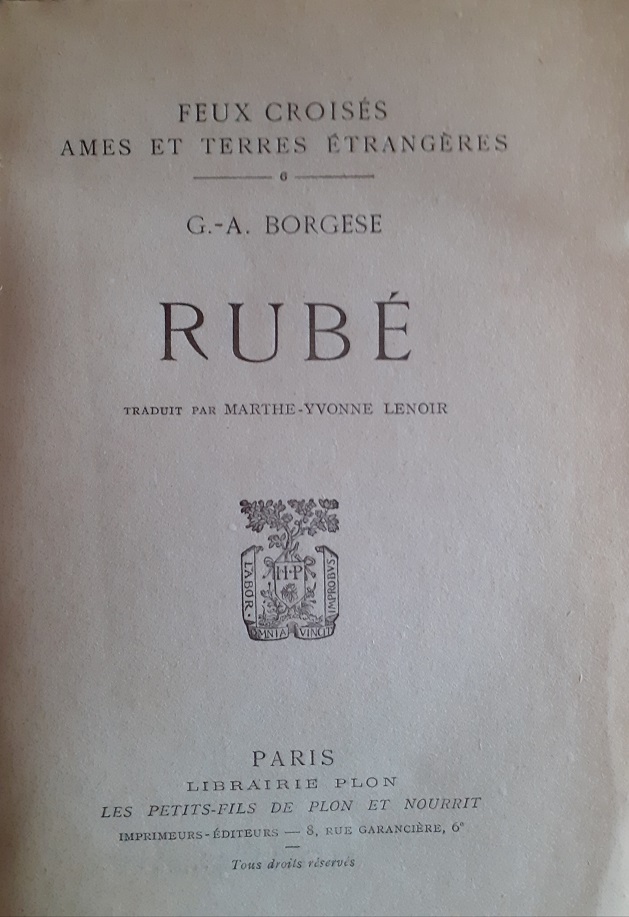 FEUX CROISÉS
AMES ET TERRES ÉTRANGÈRES
6
G.-A. BORGESE
RUBÉ
TRADUIT PAR MARTHE-YVONNE LENOIR
H·P
LABOR·
OMNIA VINCIT
IMPROBVS
PARIS
LIBRAIRIE PLON
LES PETITS-FILS DE PLON ET NOURRIT
IMPRIMEURS-ÉDITEURS — 8, RUE GARANCIÈRE, 6e
Tous droits réservés